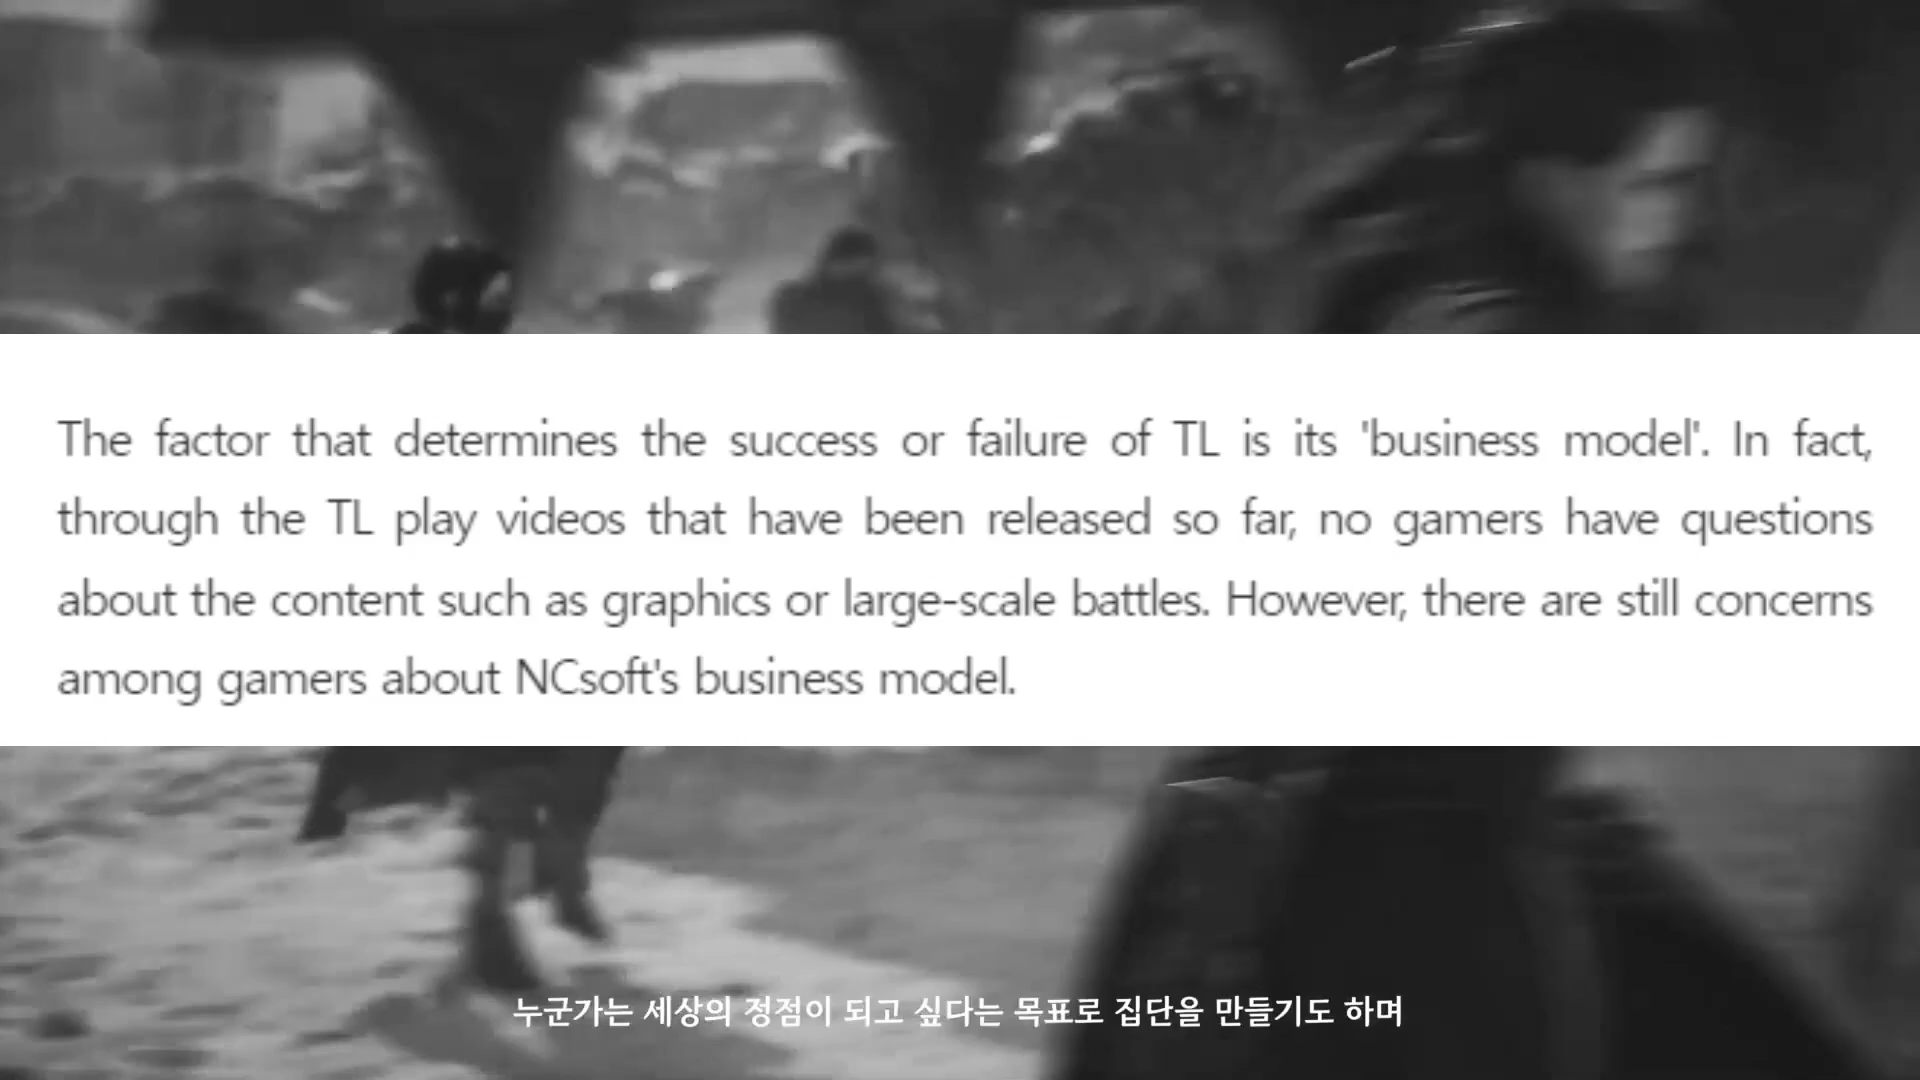 The factor that determines the success or failure of TL is its 'business model'. In fact,
through the TL play videos that have been released so far, no gamers have questions
about the content such as graphics or large-scale battles. However, there are still concerns
among gamers about NCsoft's business model.
누군가는 세상의 정점이 되고 싶다는 목표로 집단을 만들기도 하며